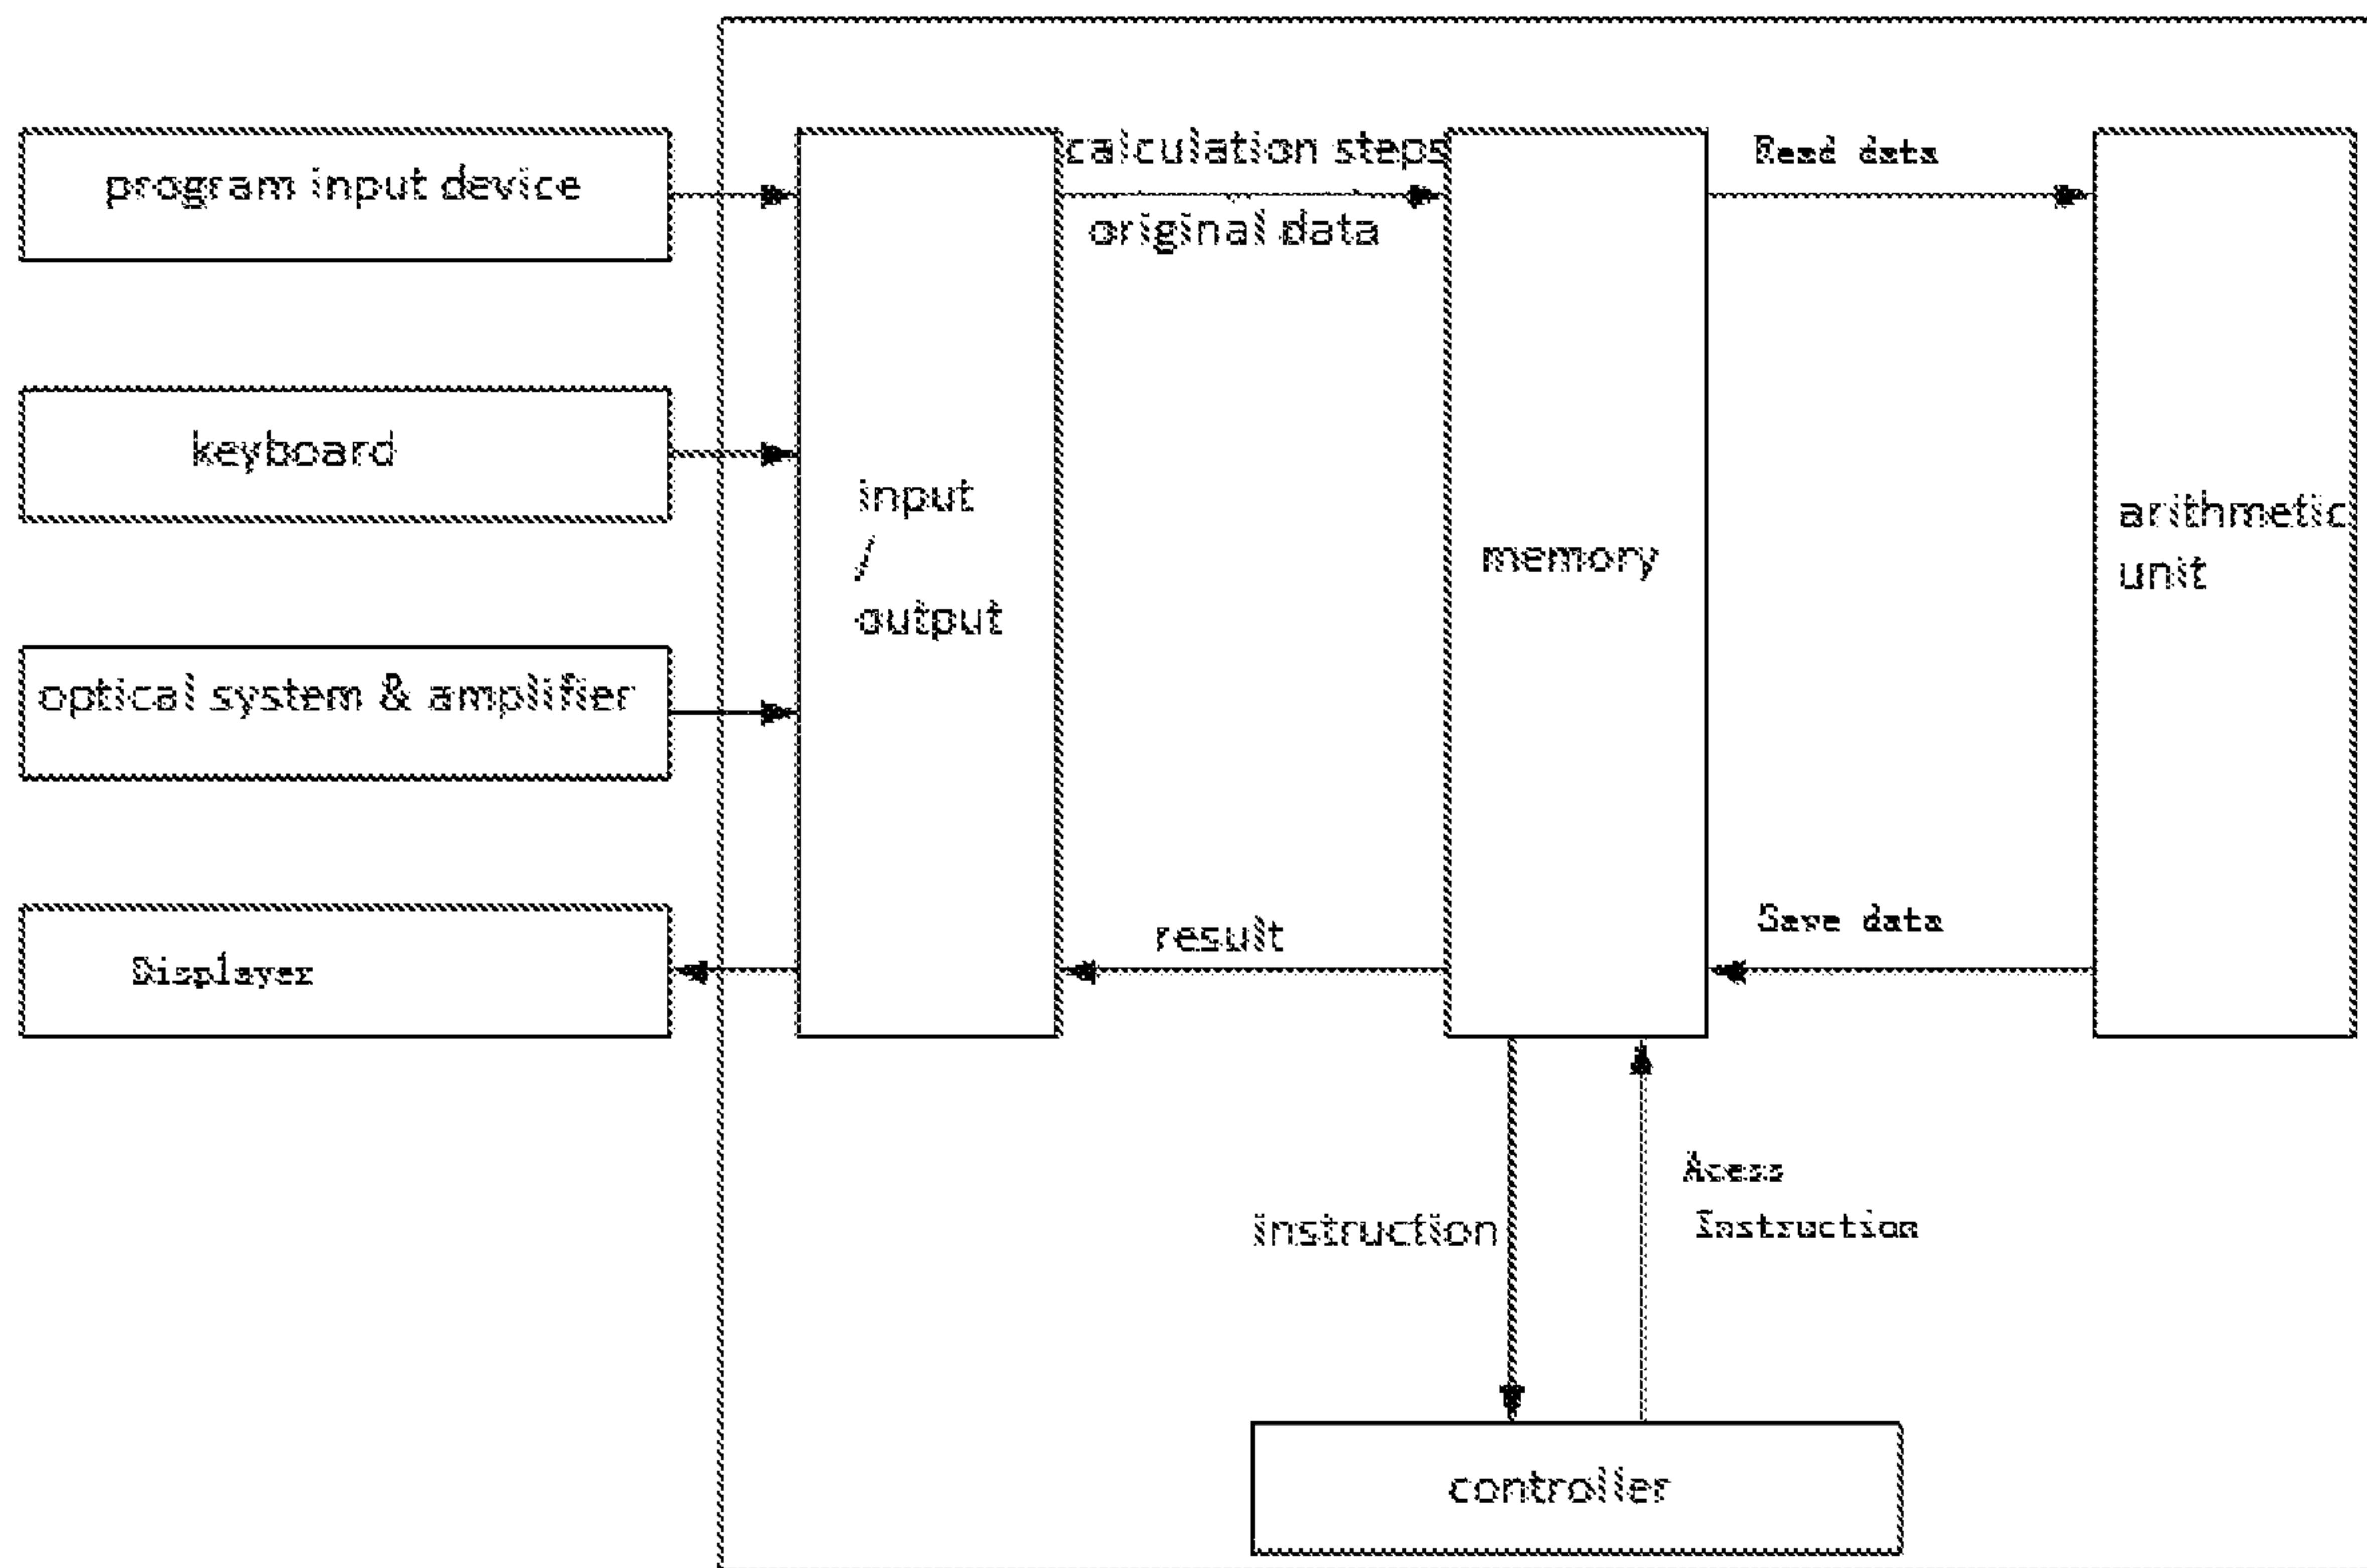 program input device
calculation steps
original data
Read data
keyboard
input
/
output
memory
arithmetic
unit
optical system & amplifier
Displayer
result
Save data
instruction
Acess
Instruction
controller